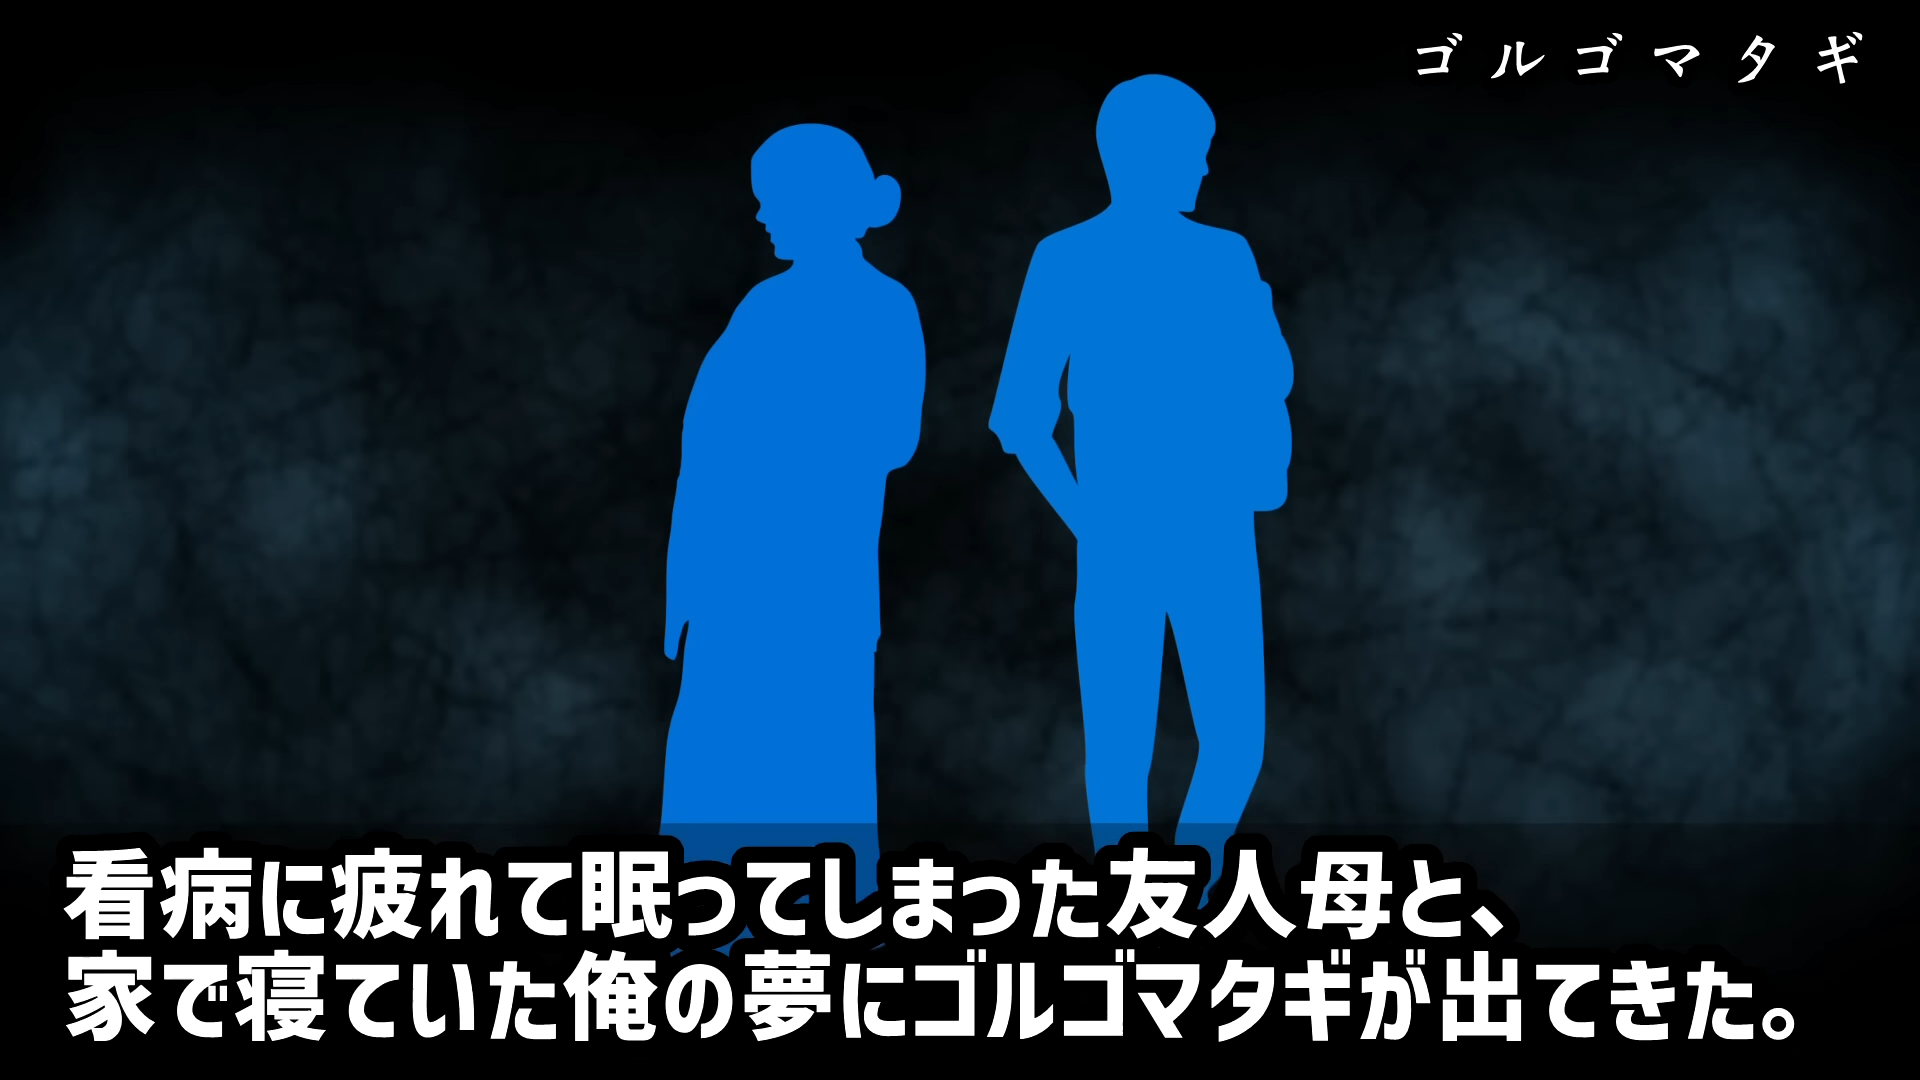 ゴルゴマタギ
看病に疲れて眠ってしまった友人母と、
家で寝ていた俺の夢にゴルゴマタギが出てきた。